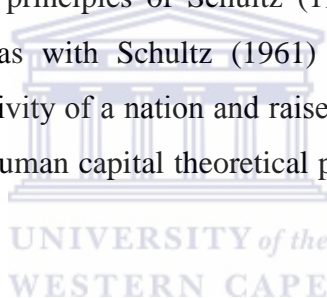 principles of Schultz (1
as with Schultz (1961)
ivity of a nation and raise
uman capital theoretical p
UNIVERSITY of the
WESTERN CAPE